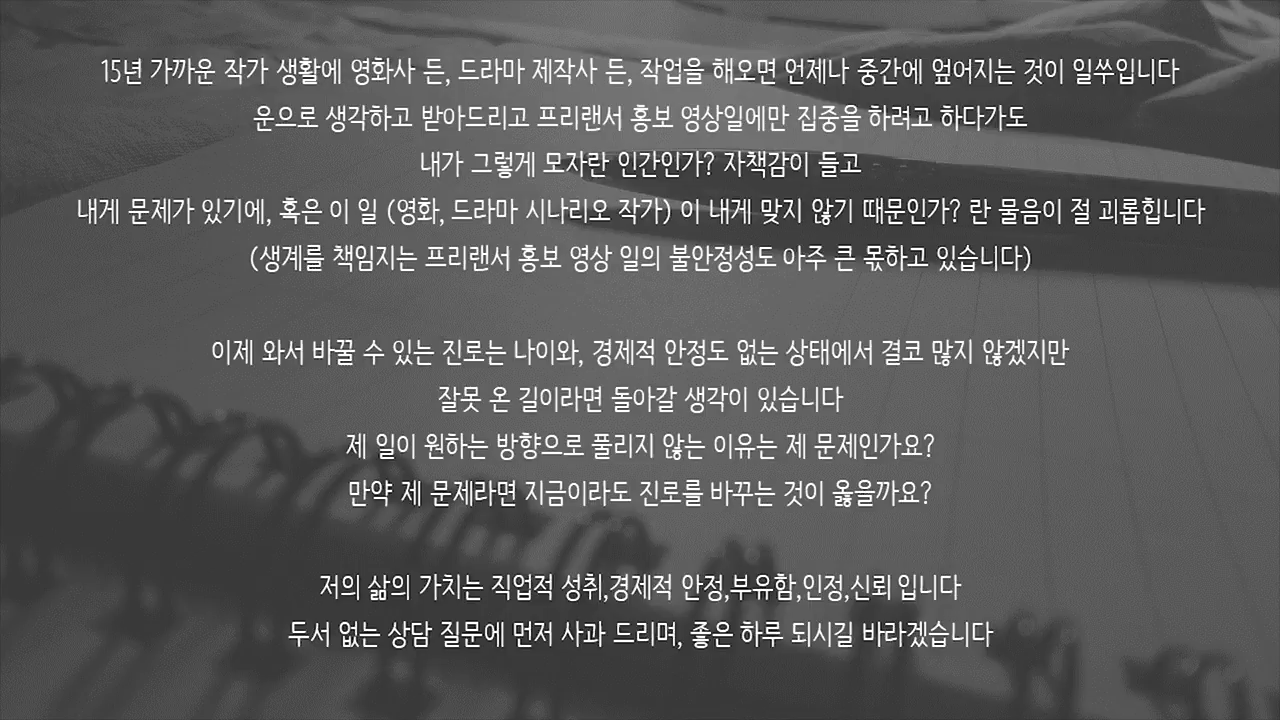 15년 가까운 작가 생활에 영화사 든, 드라마 제작사 든, 작업을 해오면 언제나 중간에 엎어지는 것이 일쑤입니다
운으로 생각하고 받아드리고 프리랜서 홍보 영상일에만 집중을 하려고 하다가도
내가 그렇게 모자란 인간인가? 자책감이 들고
내게 문제가 있기에, 혹은 이 일 (영화, 드라마 시나리오 작가) 이 내게 맞지 않기 때문인가? 란 물음이 절 괴롭힙니다
(생계를 책임지는 프리랜서 홍보 영상 일의 불안정성도 아주 큰 몫하고 있습니다)
이제 와서 바꿀 수 있는 진로는 나이와, 경제적 안정도 없는 상태에서 결코 많지 않겠지만
잘못 온 길이라면 돌아갈 생각이 있습니다
제 일이 원하는 방향으로 풀리지 않는 이유는 제 문제인가요?
만약 제 문제라면 지금이라도 진로를 바꾸는 것이 옳을까요?
저의 삶의 가치는 직업적 성취,경제적 안정,부유함,인정,신뢰 입니다
두서 없는 상담 질문에 먼저 사과 드리며, 좋은 하루 되시길 바라겠습니다